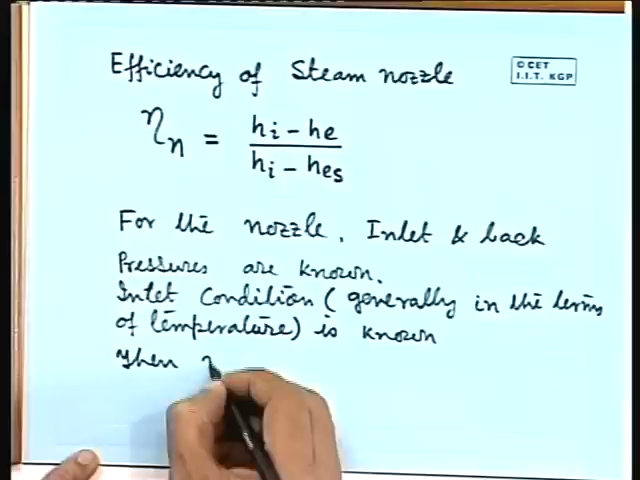 Efficiency of Steam nozzle
© CET
I.I.T. KGP
ηn = hi - he / hi - hes
For the nozzle, Inlet & back
Pressures are known.
Inlet Condition (generally in the terms
of temperature) is known
Then